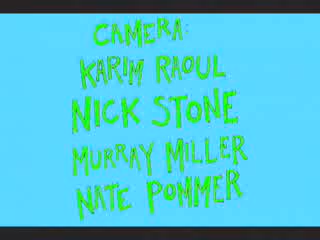 CAMERA:
KARIM RAOUL
NICK STONE
MURRAY MILLER
NATE POMMER